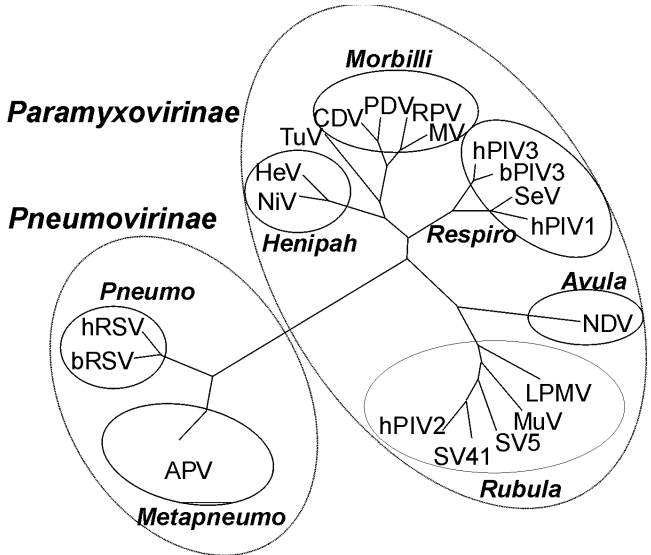 Morbilli
Paramyxovirinae
CDV
PDV
RPV
MV
TuV
HeV
NiV
Henipah
hPIV3
bPIV3
SeV
hPIV1
Respiro
Pneumovirinae
Pneumo
hRSV
bRSV
Avula
NDV
LPMV
MuV
SV5
SV41
hPIV2
Rubula
APV
Metapneumo